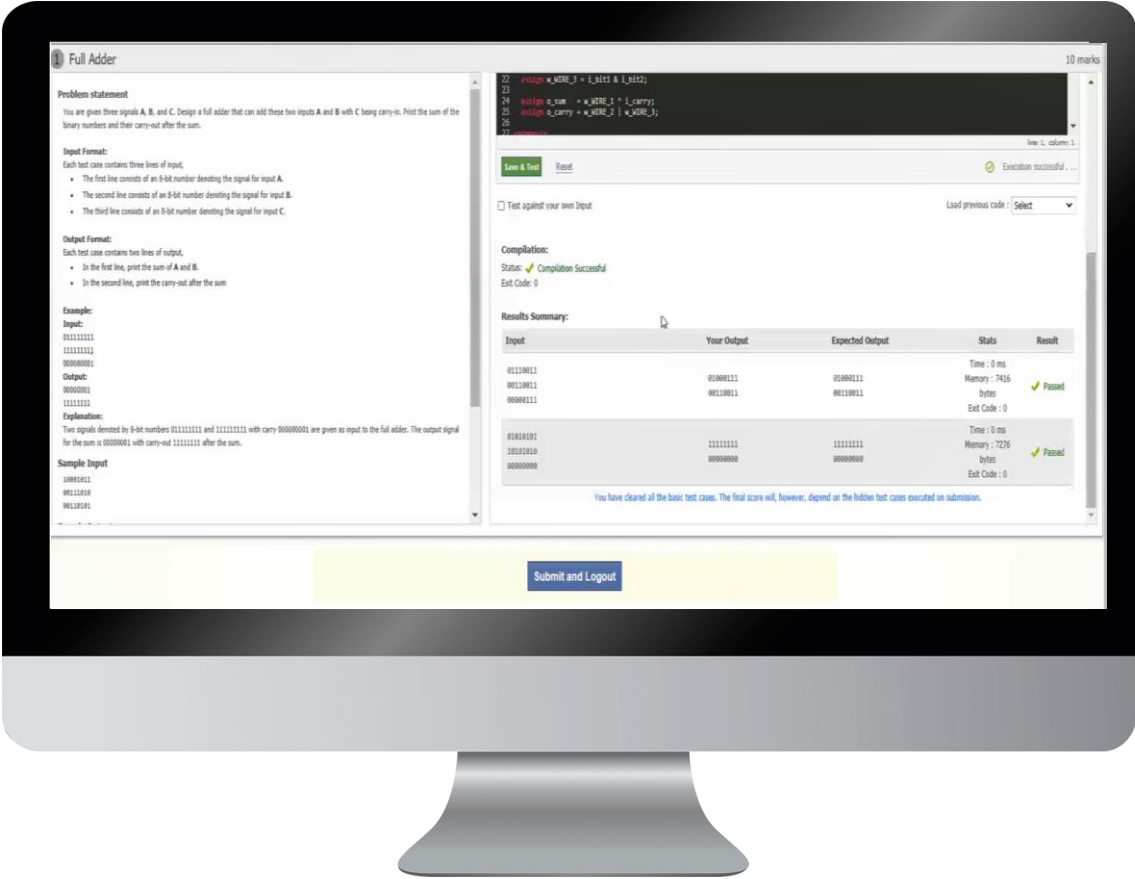 1 Full Adder
10 marks
Problem statement
You are given three signals A, B, and C. Design a full adder that can add these two inputs A and B with C being carry-in. Print the sum of the
binary numbers and their carry-out after the sum.
Input Format:
Each test case contains three lines of input,
• The first line consists of an 8-bit number denoting the signal for input A.
• The second line consists of an 8-bit number denoting the signal for input B.
• The third line consists of an 8-bit number denoting the signal for input C.
Output Format:
Each test case contains two lines of output,
• In the first line, print the sum of A and B.
• In the second line, print the carry-out after the sum
Example:
Input:
011111111
111111111
000000001
Output:
00000001
11111111
Explanation:
Two signals denoted by 8-bit numbers 011111111 and 111111111 with carry 000000001 are given as input to the full adder. The output signal
for the sum is 00000001 with carry-out 11111111 after the sum.
Sample Input
10001011
00111010
00110101
22 assign w_WIRE_3 = i_bit1 & i_bit2;
23
24 assign o_sum = w_WIRE_1 ^ i_carry;
25 assign o_carry = w_WIRE_2 | w_WIRE_3;
26
27
line 1, column 1
Save & Test Reset
Execution successful . . .
Test against your own Input
Load previous code : Select
Compilation:
Status: Compilation Successful
Exit Code: 0
Results Summary:
Input Your Output Expected Output Stats Result
01110011
00110011
00000111
01000111
00110011
01000111
00110011
Time : 0 ms
Memory : 7416
bytes
Exit Code : 0
Passed
01010101
10101010
00000000
11111111
00000000
11111111
00000000
Time : 0 ms
Memory : 7276
bytes
Exit Code : 0
Passed
You have cleared all the basic test cases. The final score will, however, depend on the hidden test cases executed on submission.
Submit and Logout